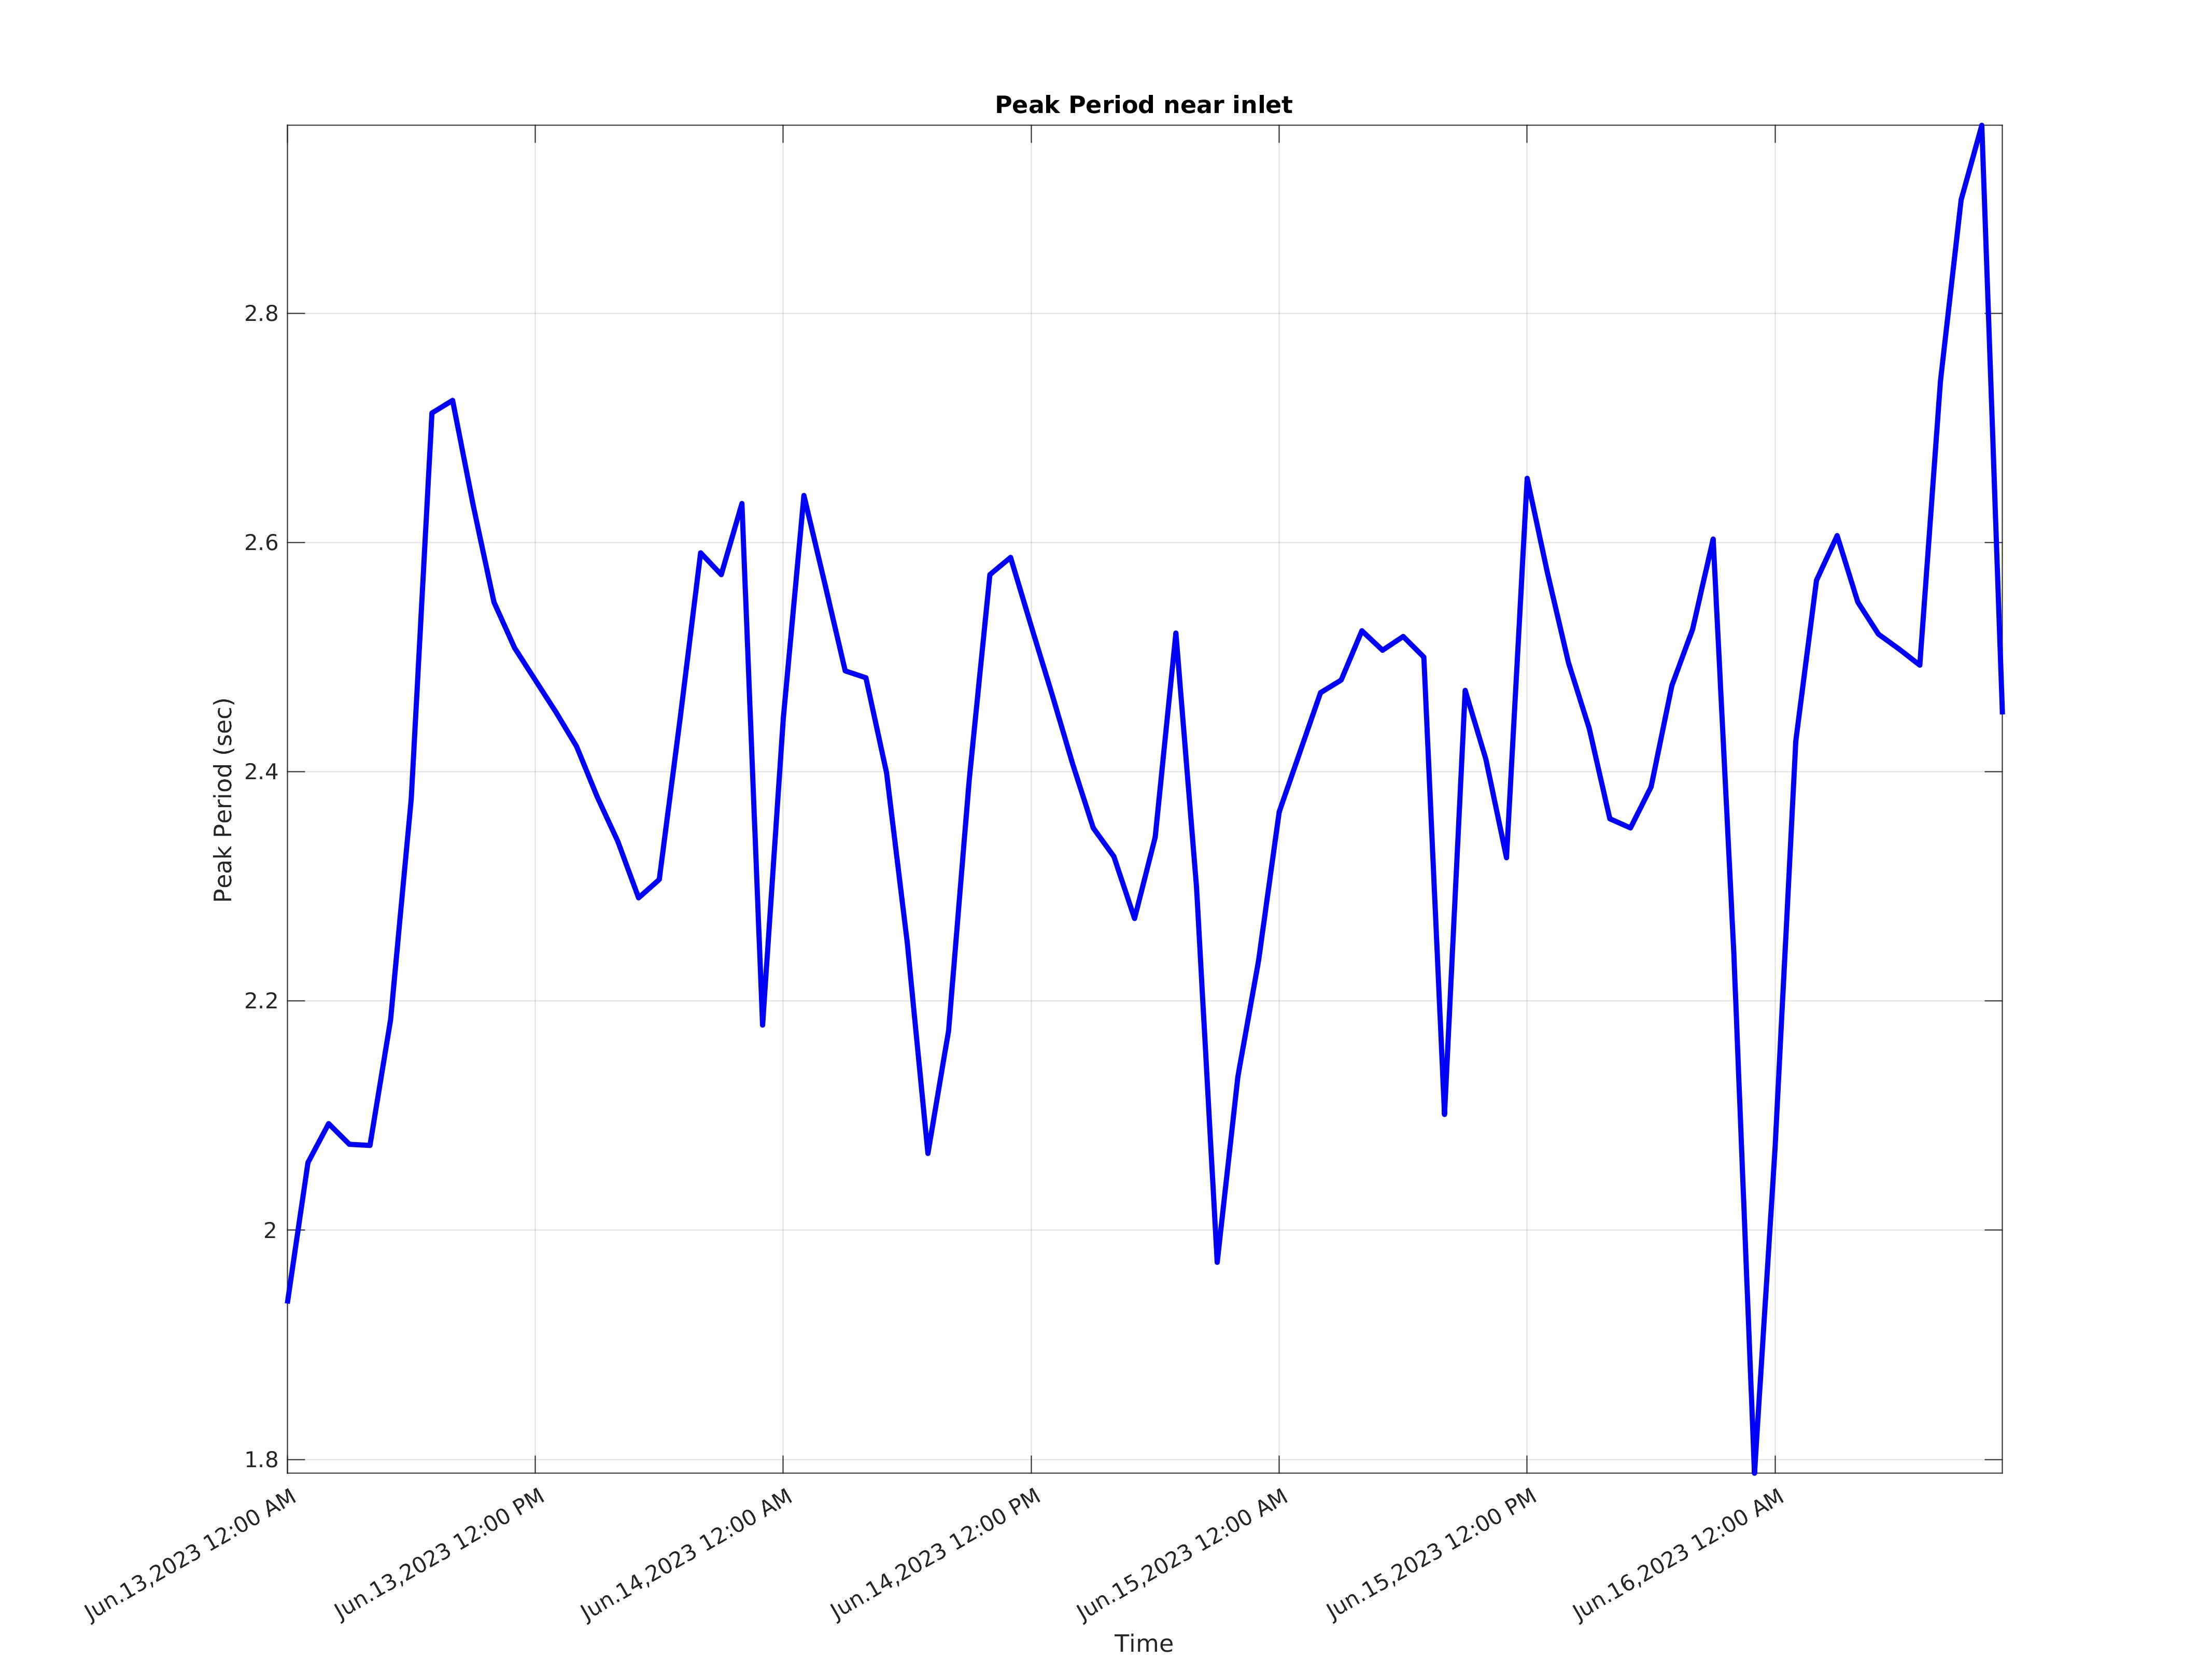 Peak Period near inlet
Peak Period (sec)
2.8
2.6
2.4
2.2
2
1.8
Jun.13,2023 12:00 AM
Jun.13,2023 12:00 PM
Jun.14,2023 12:00 AM
Jun.14,2023 12:00 PM
Jun.15,2023 12:00 AM
Jun.15,2023 12:00 PM
Jun.16,2023 12:00 AM
Time